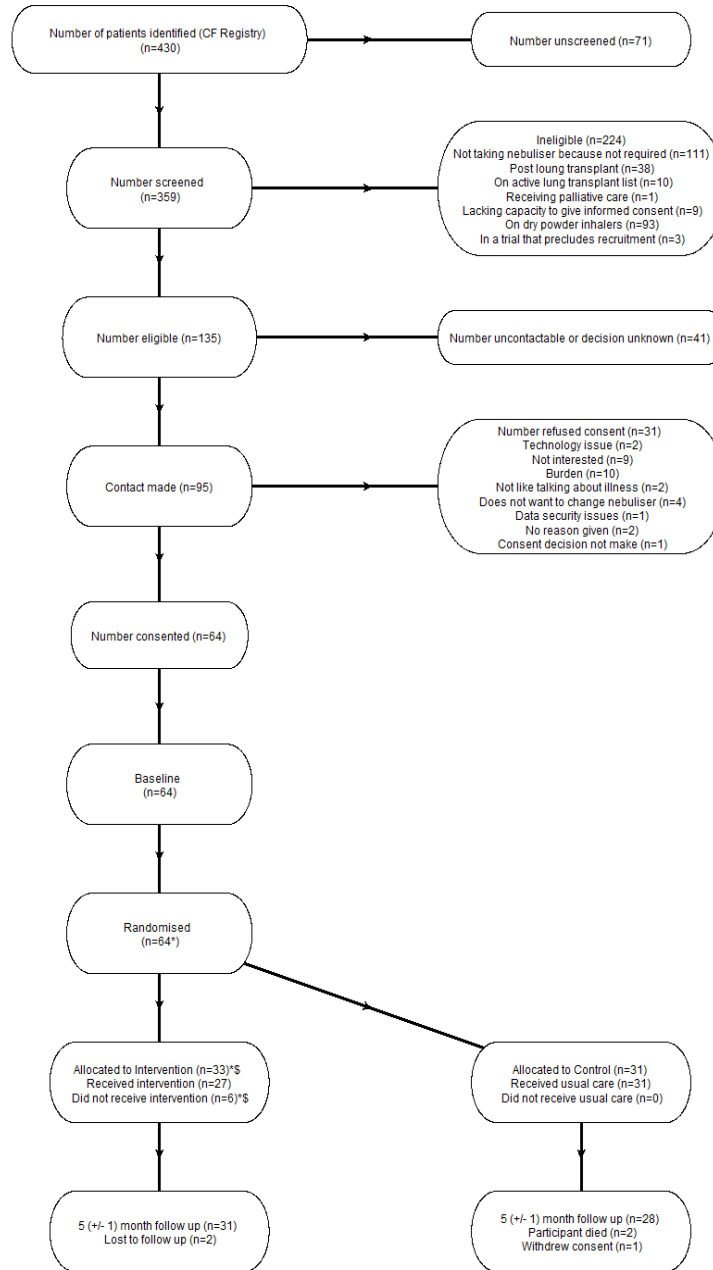 Number of patients identified (CF Registry)
(n=430)
Number unscreened (n=71)
Number screened
(n=359)
Ineligible (n=224)
Not taking nebuliser because not required (n=111)
Post loung transplant (n=38)
On active lung transplant list (n=10)
Receiving palliative care (n=1)
Lacking capacity to give informed consent (n=9)
On dry powder inhalers (n=93)
In a trial that precludes recruitment (n=3)
Number eligible (n=135)
Number uncontactable or decision unknown (n=41)
Contact made (n=95)
Number refused consent (n=31)
Technology issue (n=2)
Not interested (n=9)
Burden (n=10)
Not like talking about illness (n=2)
Does not want to change nebuliser (n=4)
Data security issues (n=1)
No reason given (n=2)
Consent decision not make (n=1)
Number consented (n=64)
Baseline
(n=64)
Randomised
(n=64*)
Allocated to Intervention (n=33)*$
Received intervention (n=27)
Did not receive intervention (n=6)*$
Allocated to Control (n=31)
Received usual care (n=31)
Did not receive usual care (n=0)
5 (+/- 1) month follow up (n=31)
Lost to follow up (n=2)
5 (+/- 1) month follow up (n=28)
Participant died (n=2)
Withdrew consent (n=1)